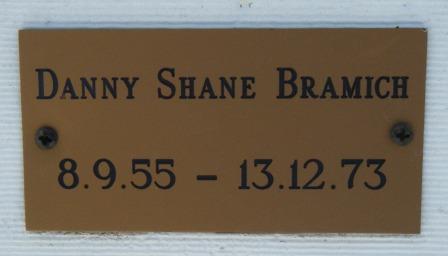 Danny Shane Bramich
8.9.55 – 13.12.73